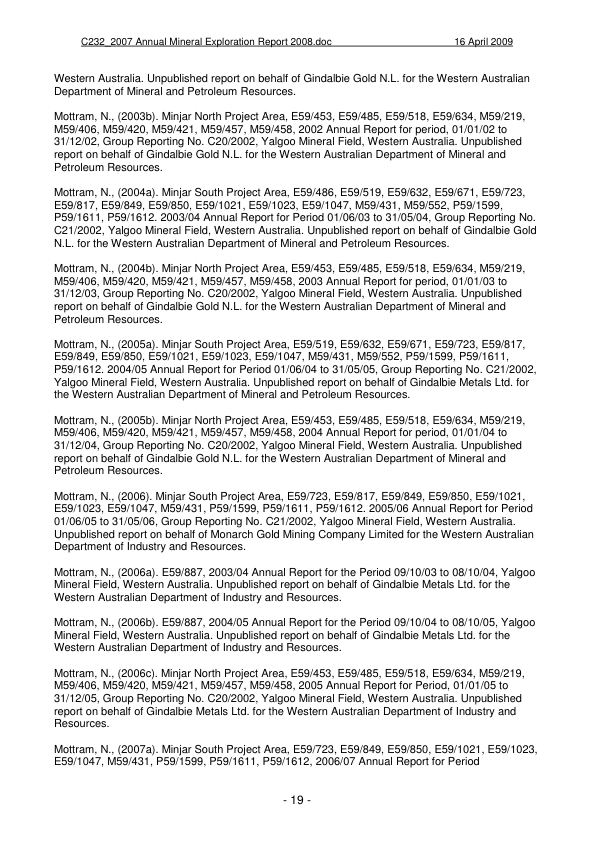 C232_2007 Annual Mineral Exploration Report 2008.doc 16 April 2009
Western Australia. Unpublished report on behalf of Gindalbie Gold N.L. for the Western Australian
Department of Mineral and Petroleum Resources.
Mottram, N., (2003b). Minjar North Project Area, E59/453, E59/485, E59/518, E59/634, M59/219,
M59/406, M59/420, M59/421, M59/457, M59/458, 2002 Annual Report for period, 01/01/02 to
31/12/02, Group Reporting No. C20/2002, Yalgoo Mineral Field, Western Australia. Unpublished
report on behalf of Gindalbie Gold N.L. for the Western Australian Department of Mineral and
Petroleum Resources.
Mottram, N., (2004a). Minjar South Project Area, E59/486, E59/519, E59/632, E59/671, E59/723,
E59/817, E59/849, E59/850, E59/1021, E59/1023, E59/1047, M59/431, M59/552, P59/1599,
P59/1611, P59/1612. 2003/04 Annual Report for Period 01/06/03 to 31/05/04, Group Reporting No.
C21/2002, Yalgoo Mineral Field, Western Australia. Unpublished report on behalf of Gindalbie Gold
N.L. for the Western Australian Department of Mineral and Petroleum Resources.
Mottram, N., (2004b). Minjar North Project Area, E59/453, E59/485, E59/518, E59/634, M59/219,
M59/406, M59/420, M59/421, M59/457, M59/458, 2003 Annual Report for period, 01/01/03 to
31/12/03, Group Reporting No. C20/2002, Yalgoo Mineral Field, Western Australia. Unpublished
report on behalf of Gindalbie Gold N.L. for the Western Australian Department of Mineral and
Petroleum Resources.
Mottram, N., (2005a). Minjar South Project Area, E59/519, E59/632, E59/671, E59/723, E59/817,
E59/849, E59/850, E59/1021, E59/1023, E59/1047, M59/431, M59/552, P59/1599, P59/1611,
P59/1612. 2004/05 Annual Report for Period 01/06/04 to 31/05/05, Group Reporting No. C21/2002,
Yalgoo Mineral Field, Western Australia. Unpublished report on behalf of Gindalbie Metals Ltd. for
the Western Australian Department of Mineral and Petroleum Resources.
Mottram, N., (2005b). Minjar North Project Area, E59/453, E59/485, E59/518, E59/634, M59/219,
M59/406, M59/420, M59/421, M59/457, M59/458, 2004 Annual Report for period, 01/01/04 to
31/12/04, Group Reporting No. C20/2002, Yalgoo Mineral Field, Western Australia. Unpublished
report on behalf of Gindalbie Gold N.L. for the Western Australian Department of Mineral and
Petroleum Resources.
Mottram, N., (2006). Minjar South Project Area, E59/723, E59/817, E59/849, E59/850, E59/1021,
E59/1023, E59/1047, M59/431, P59/1599, P59/1611, P59/1612. 2005/06 Annual Report for Period
01/06/05 to 31/05/06, Group Reporting No. C21/2002, Yalgoo Mineral Field, Western Australia.
Unpublished report on behalf of Monarch Gold Mining Company Limited for the Western Australian
Department of Industry and Resources.
Mottram, N., (2006a). E59/887, 2003/04 Annual Report for the Period 09/10/03 to 08/10/04, Yalgoo
Mineral Field, Western Australia. Unpublished report on behalf of Gindalbie Metals Ltd. for the
Western Australian Department of Industry and Resources.
Mottram, N., (2006b). E59/887, 2004/05 Annual Report for the Period 09/10/04 to 08/10/05, Yalgoo
Mineral Field, Western Australia. Unpublished report on behalf of Gindalbie Metals Ltd. for the
Western Australian Department of Industry and Resources.
Mottram, N., (2006c). Minjar North Project Area, E59/453, E59/485, E59/518, E59/634, M59/219,
M59/406, M59/420, M59/421, M59/457, M59/458, 2005 Annual Report for Period, 01/01/05 to
31/12/05, Group Reporting No. C20/2002, Yalgoo Mineral Field, Western Australia. Unpublished
report on behalf of Gindalbie Metals Ltd. for the Western Australian Department of Industry and
Resources.
Mottram, N., (2007a). Minjar South Project Area, E59/723, E59/849, E59/850, E59/1021, E59/1023,
E59/1047, M59/431, P59/1599, P59/1611, P59/1612, 2006/07 Annual Report for Period
- 19 -